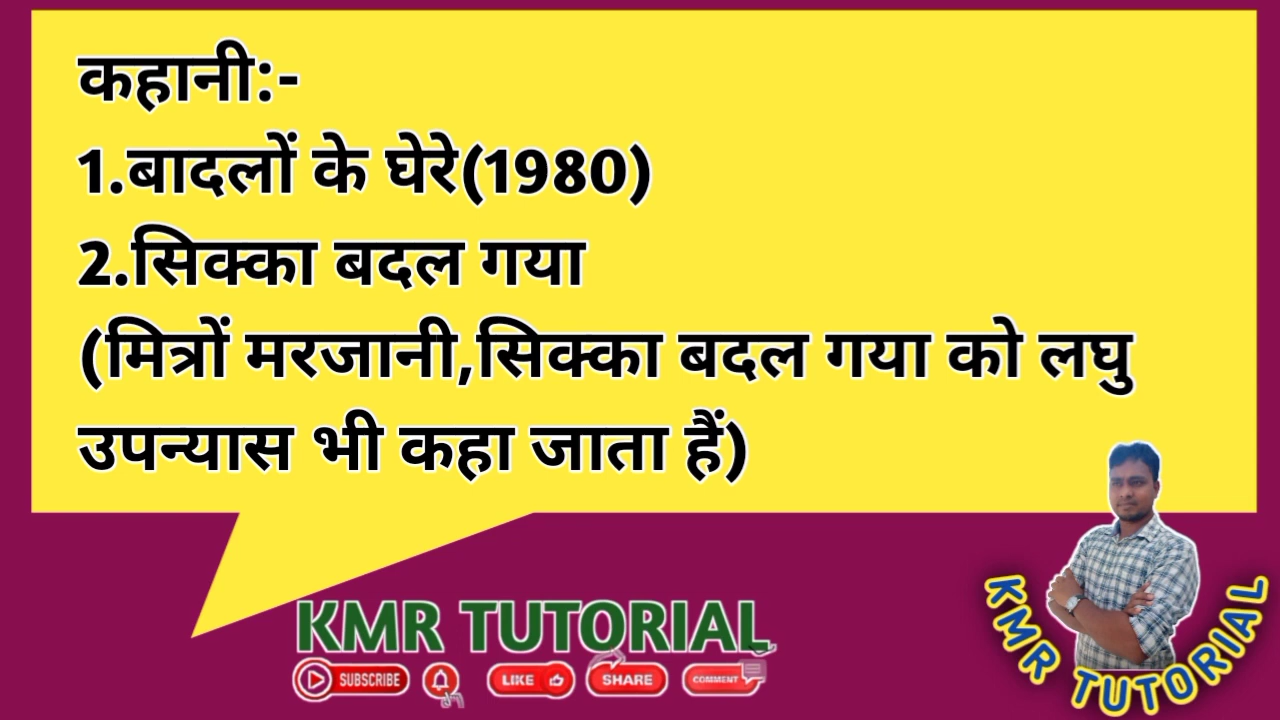 कहानी:-
1.बादलों के घेरे(1980)
2.सिक्का बदल गया
(मित्रों मरजानी,सिक्का बदल गया को लघु
उपन्यास भी कहा जाता हैं)
KMR TUTORIAL
SUBSCRIBE LIKE SHARE COMMENT
KMR TUTORIAL